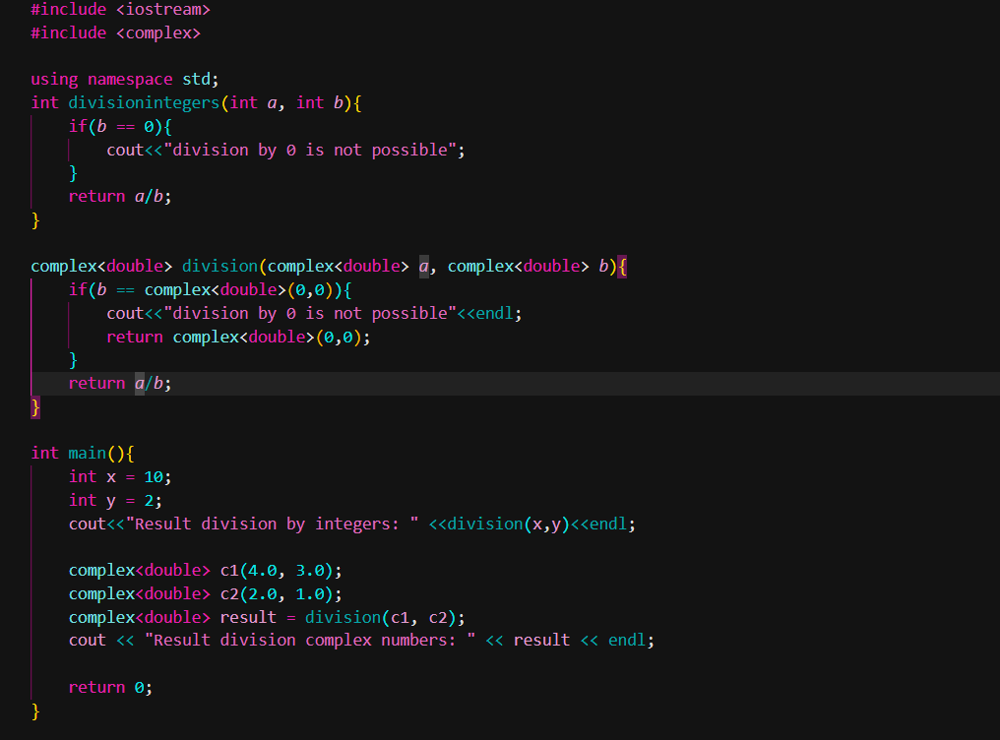 #include <iostream>
#include <complex>
using namespace std;
int divisionintegers(int a, int b){
if(b == 0){
cout<<"division by 0 is not possible";
}
return a/b;
}
complex<double> division(complex<double> a, complex<double> b){
if(b == complex<double>(0,0)){
cout<<"division by 0 is not possible"<<endl;
return complex<double>(0,0);
}
return a/b;
}
int main(){
int x = 10;
int y = 2;
cout<<"Result division by integers: " <<division(x,y)<<endl;
complex<double> c1(4.0, 3.0);
complex<double> c2(2.0, 1.0);
complex<double> result = division(c1, c2);
cout << "Result division complex numbers: " << result << endl;
return 0;
}